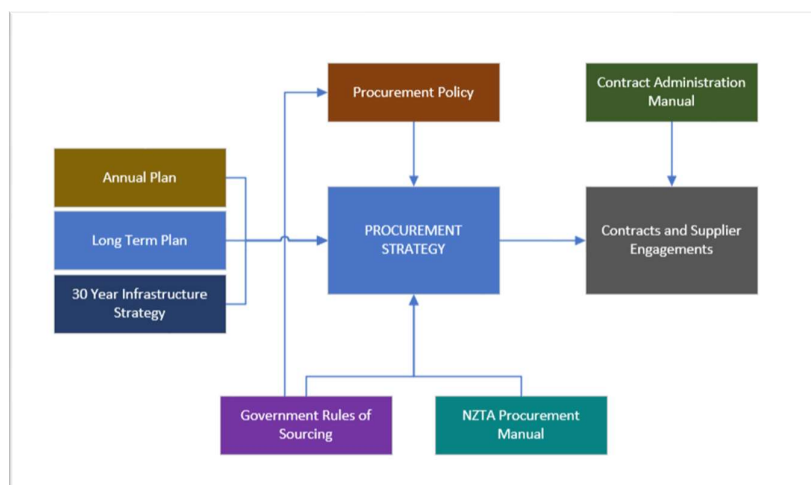 Procurement Policy
Contract Administration
Manual
Annual Plan
Long Term Plan
30 Year Infrastructure
Strategy
PROCUREMENT
STRATEGY
Contracts and Supplier
Engagements
Government Rules of
Sourcing
NZTA Procurement
Manual